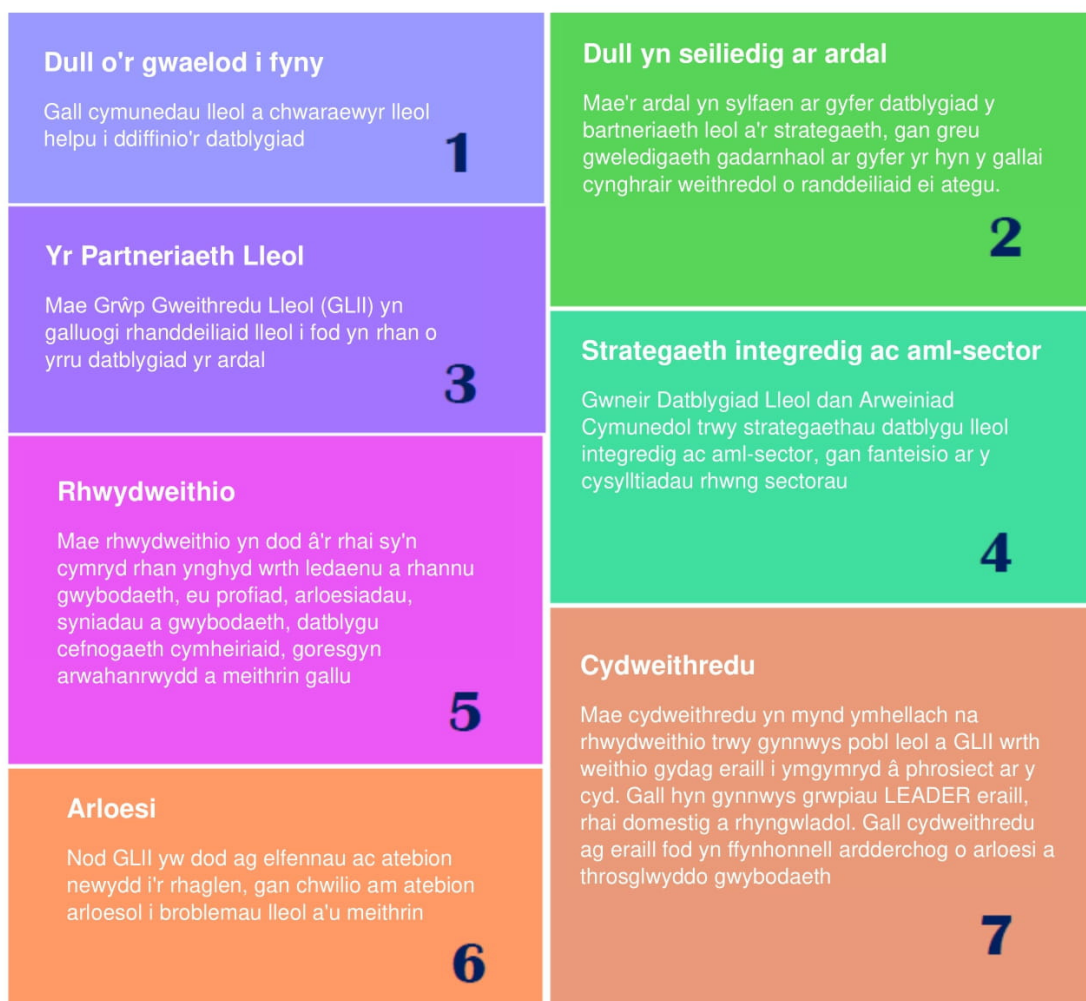 Dull o'r gwaelod i fyny
Gall cymunedau lleol a chwaraewyr lleol
helpu i ddiffinio'r datblygiad
1
Dull yn seiliedig ar ardal
Mae'r ardal yn sylfaen ar gyfer datblygiad y
bartneriaeth leol a'r strategaeth, gan greu
gweledigaeth gadarnhaol ar gyfer yr hyn y gallai
cynghrair weithredol o randdeiliaid ei ategu.
2
Yr Partneriaeth Lleol
Mae Grŵp Gweithredu Lleol (GLlI) yn
galluogi rhanddeiliaid lleol i fod yn rhan o
yrru datblygiad yr ardal
3
Strategaeth integredig ac aml-sector
Gwneir Datblygiad Lleol dan Arweiniad
Cymunedol trwy strategaethau datblygu lleol
integredig ac aml-sector, gan fanteisio ar y
cysylltiadau rhwng sectorau
4
Rhwydweithio
Mae rhwydweithio yn dod â'r rhai sy'n
cymryd rhan ynghyd wrth ledaenu a rhannu
gwybodaeth, eu profiad, arloesiadau,
syniadau a gwybodaeth, datblygu
cefnogaeth cymheiriaid, goresgyn
arwahanrwydd a meithrin gallu
5
Arloesi
Nod GLlI yw dod ag elfennau ac atebion
newydd i'r rhaglen, gan chwilio am atebion
arloesol i broblemau lleol a'u meithrin
6
Cydweithredu
Mae cydweithredu yn mynd ymhellach na
rhwydweithio trwy gynnwys pobl leol a GLlI wrth
weithio gydag eraill i ymgymryd â phrosiect ar y
cyd. Gall hyn gynnwys grwpiau LEADER eraill,
rhai domestig a rhyngwladol. Gall cydweithredu
ag eraill fod yn ffynhonnell ardderchog o arloesi a
throsglwyddo gwybodaeth
7